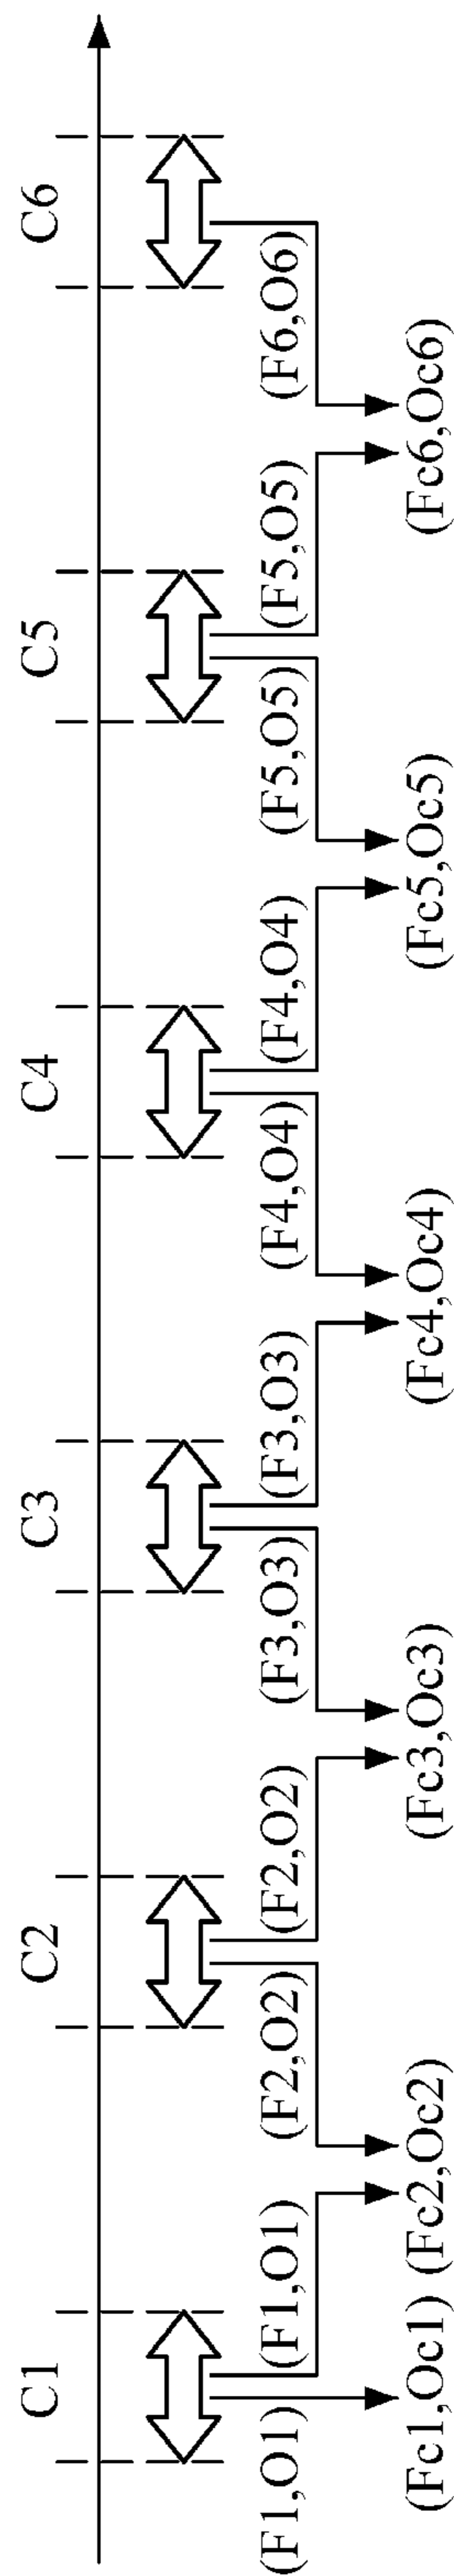 C1 C2 C3 C4 C5 C6
(F1,O1) (F1,O1) (F2,O2) (F2,O2) (F3,O3) (F3,O3) (F4,O4) (F4,O4) (F5,O5) (F5,O5) (F6,O6)
(Fc1,Oc1) (Fc2,Oc2) (Fc3,Oc3) (Fc4,Oc4) (Fc5,Oc5) (Fc6,Oc6)